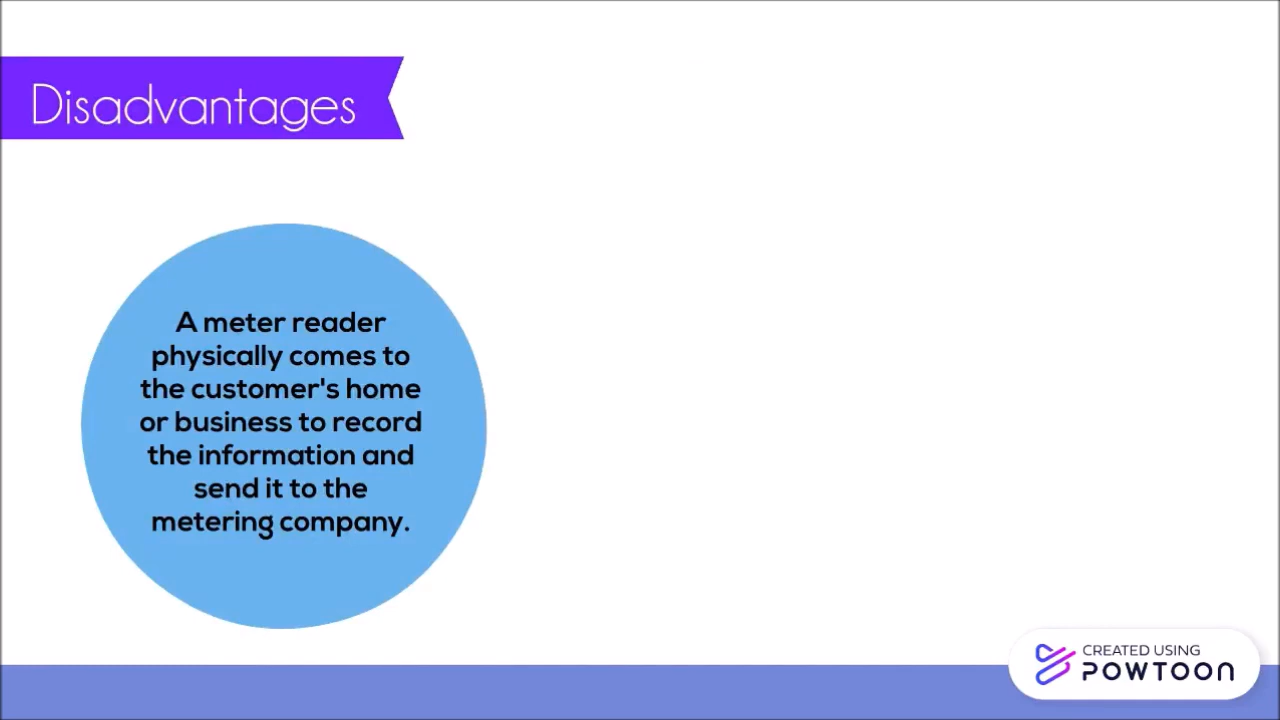 Disadvantages
A meter reader
physically comes to
the customer's home
or business to record
the information and
send it to the
metering company.
CREATED USING
POWTOON